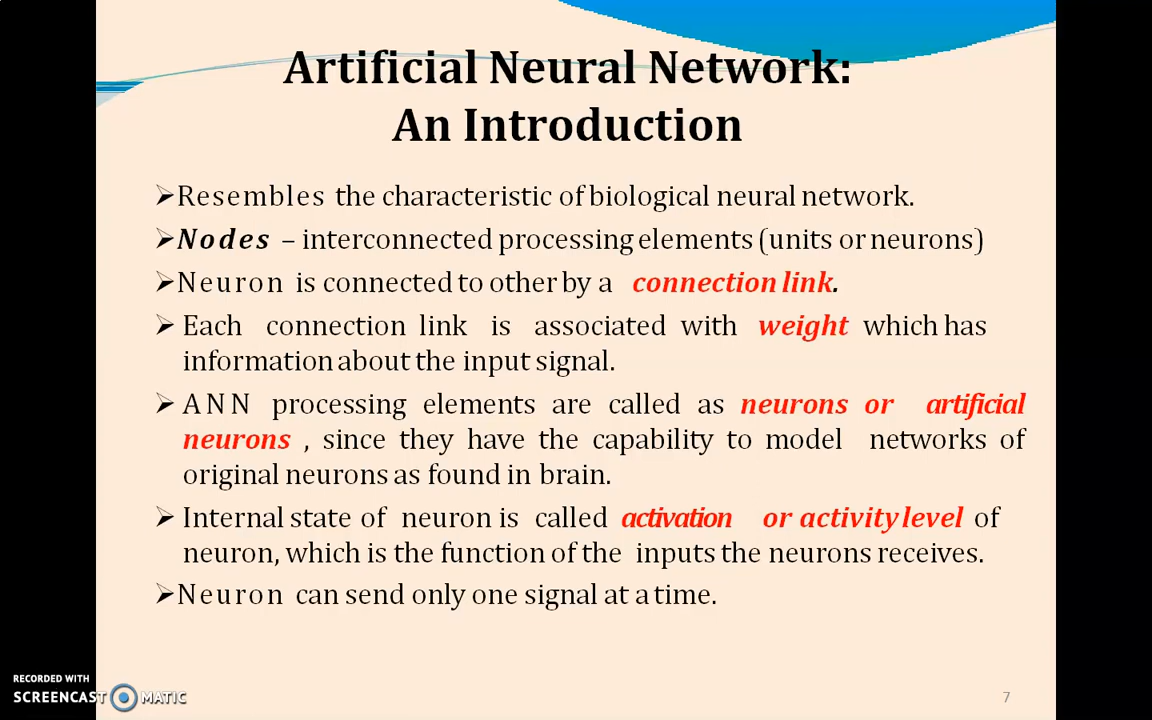 Artificial Neural Network:
An Introduction
➢Resembles the characteristic of biological neural network.
➢Nodes – interconnected processing elements (units or neurons)
➢Neuron is connected to other by a connection link.
➢ Each connection link is associated with weight which has
information about the input signal.
➢ ANN processing elements are called as neurons or artificial
neurons , since they have the capability to model networks of
original neurons as found in brain.
➢ Internal state of neuron is called activation or activity level of
neuron, which is the function of the inputs the neurons receives.
➢Neuron can send only one signal at a time.
RECORDED WITH
SCREENCAST MATIC
7